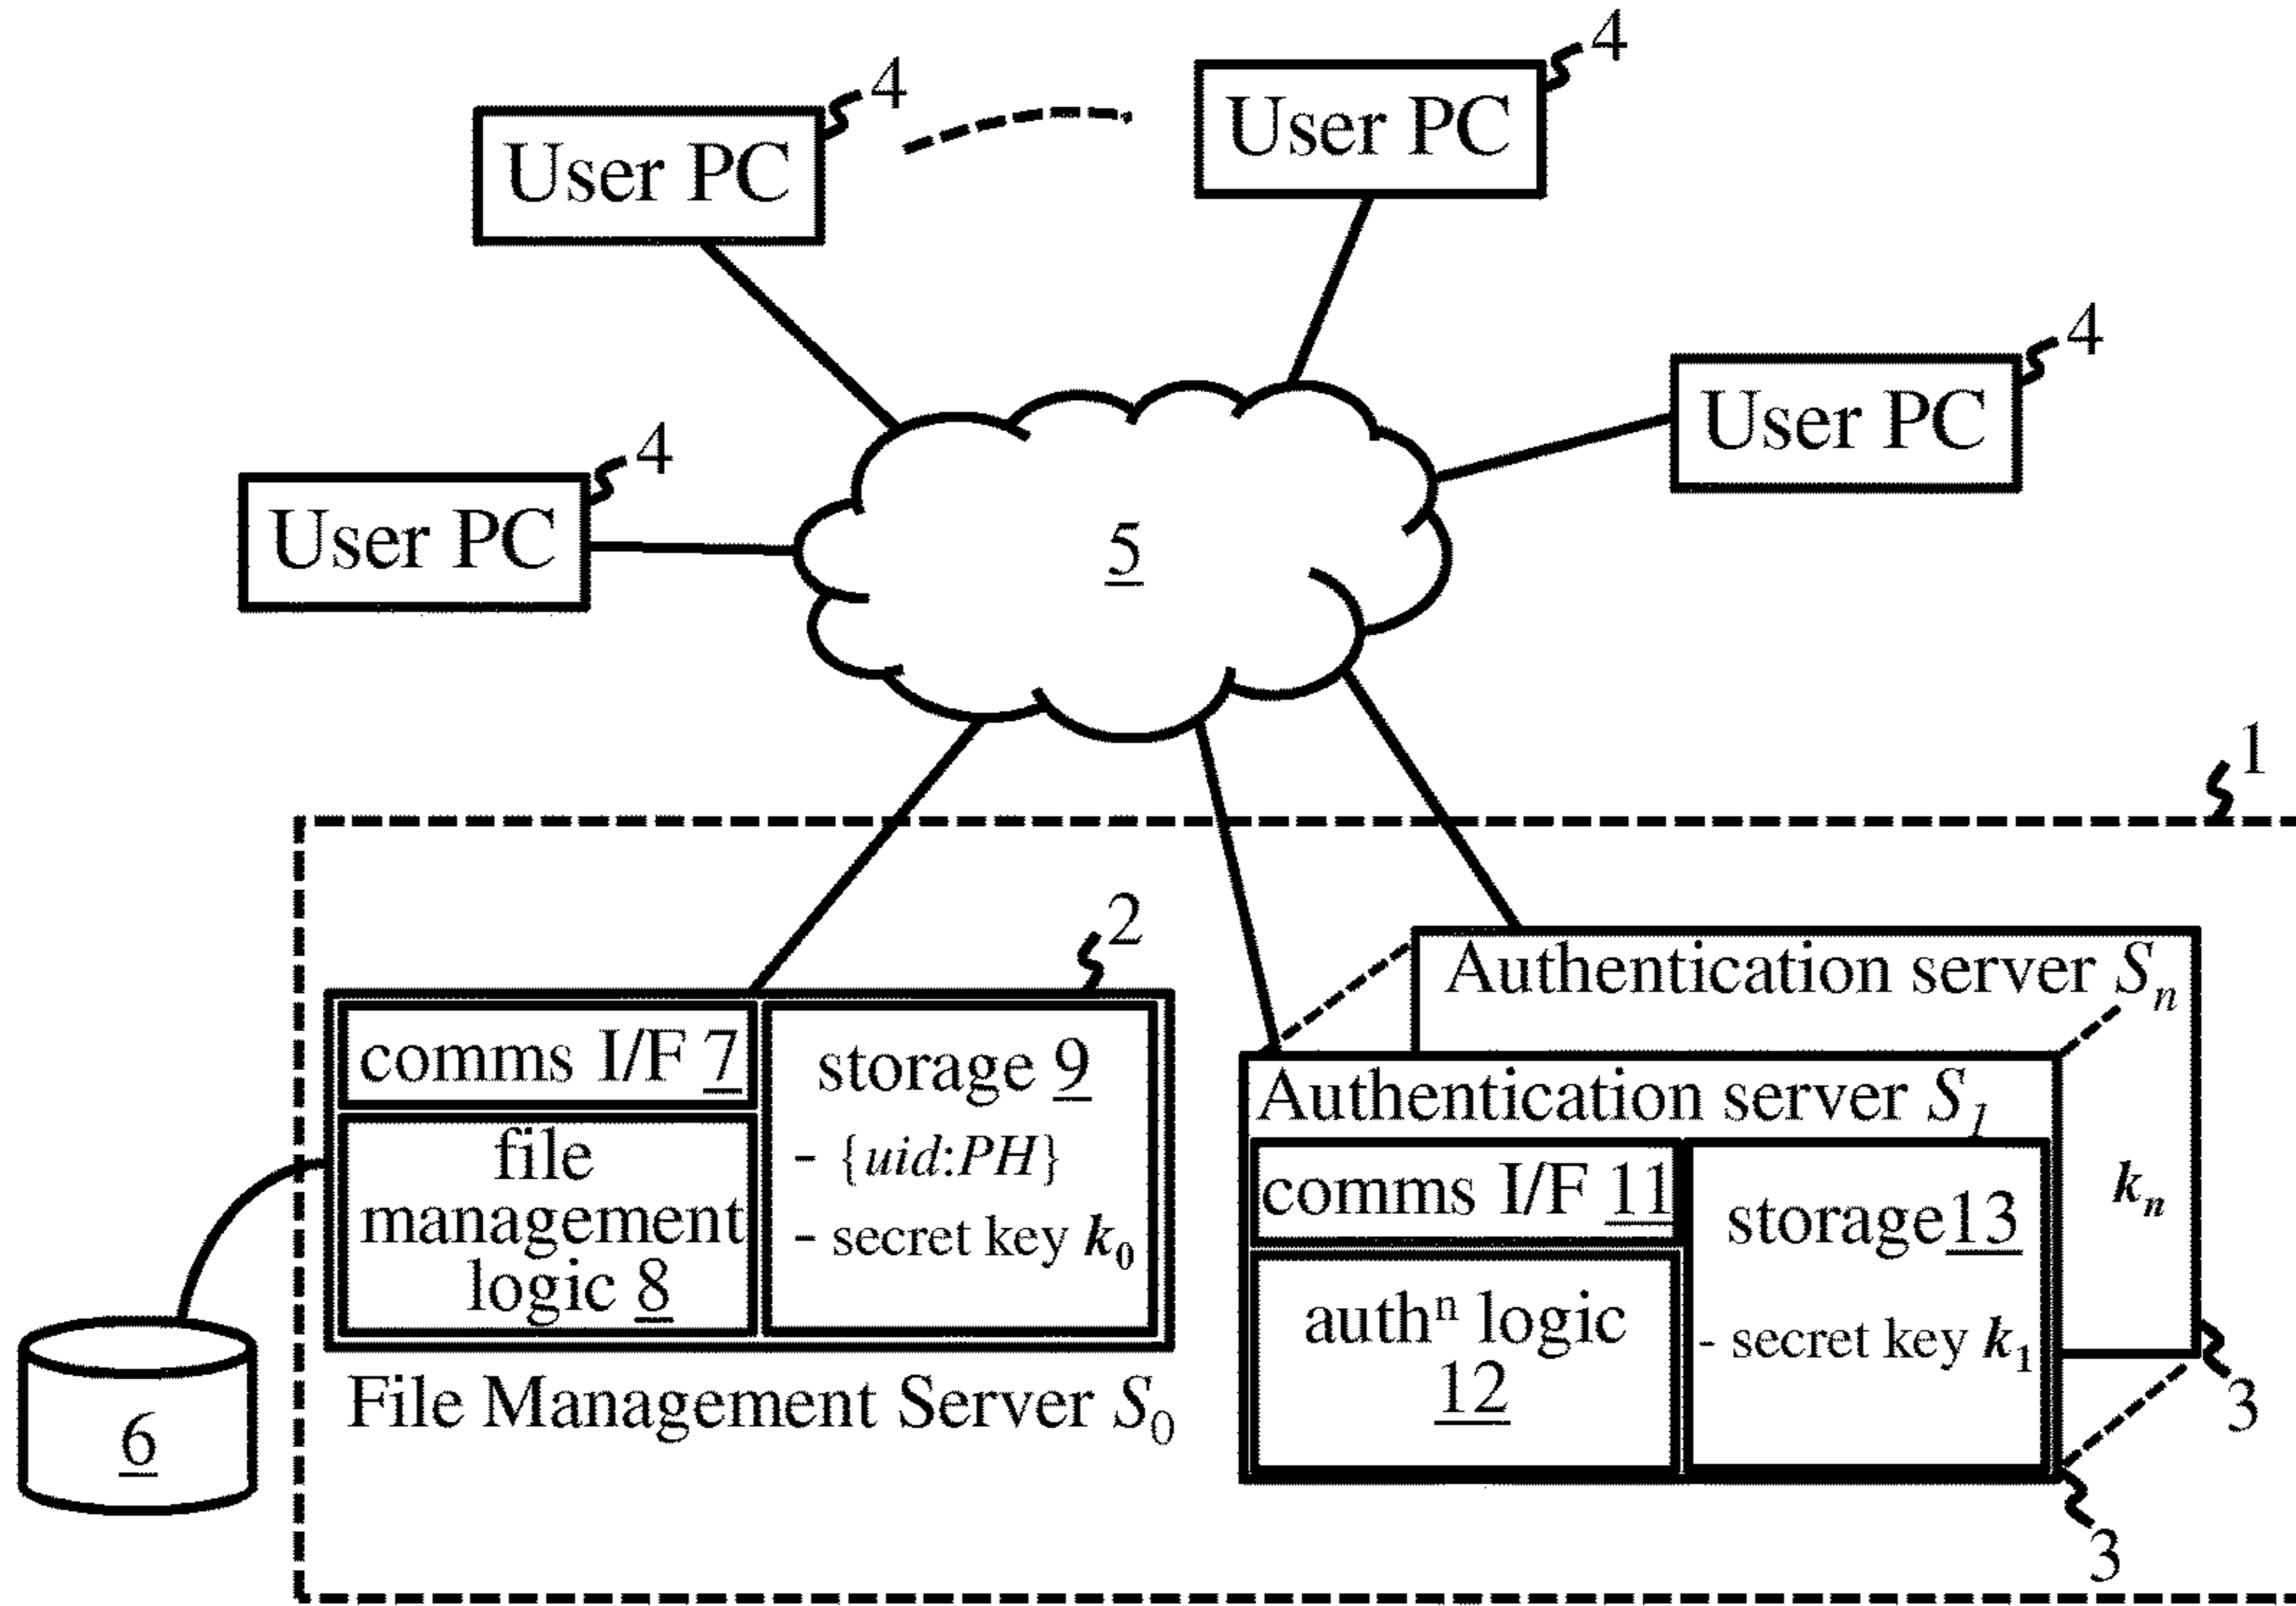 4
4
User PC
User PC
4
User PC
4
User PC
5
1
2
Authentication server Sₙ
comms I/F 7
storage 9
Authentication server S₁
file
management
logic 8
- {uid:PH}
- secret key k₀
comms I/F 11
storage 13
kₙ
authⁿ logic
12
- secret key k₁
File Management Server S₀
6
3
3